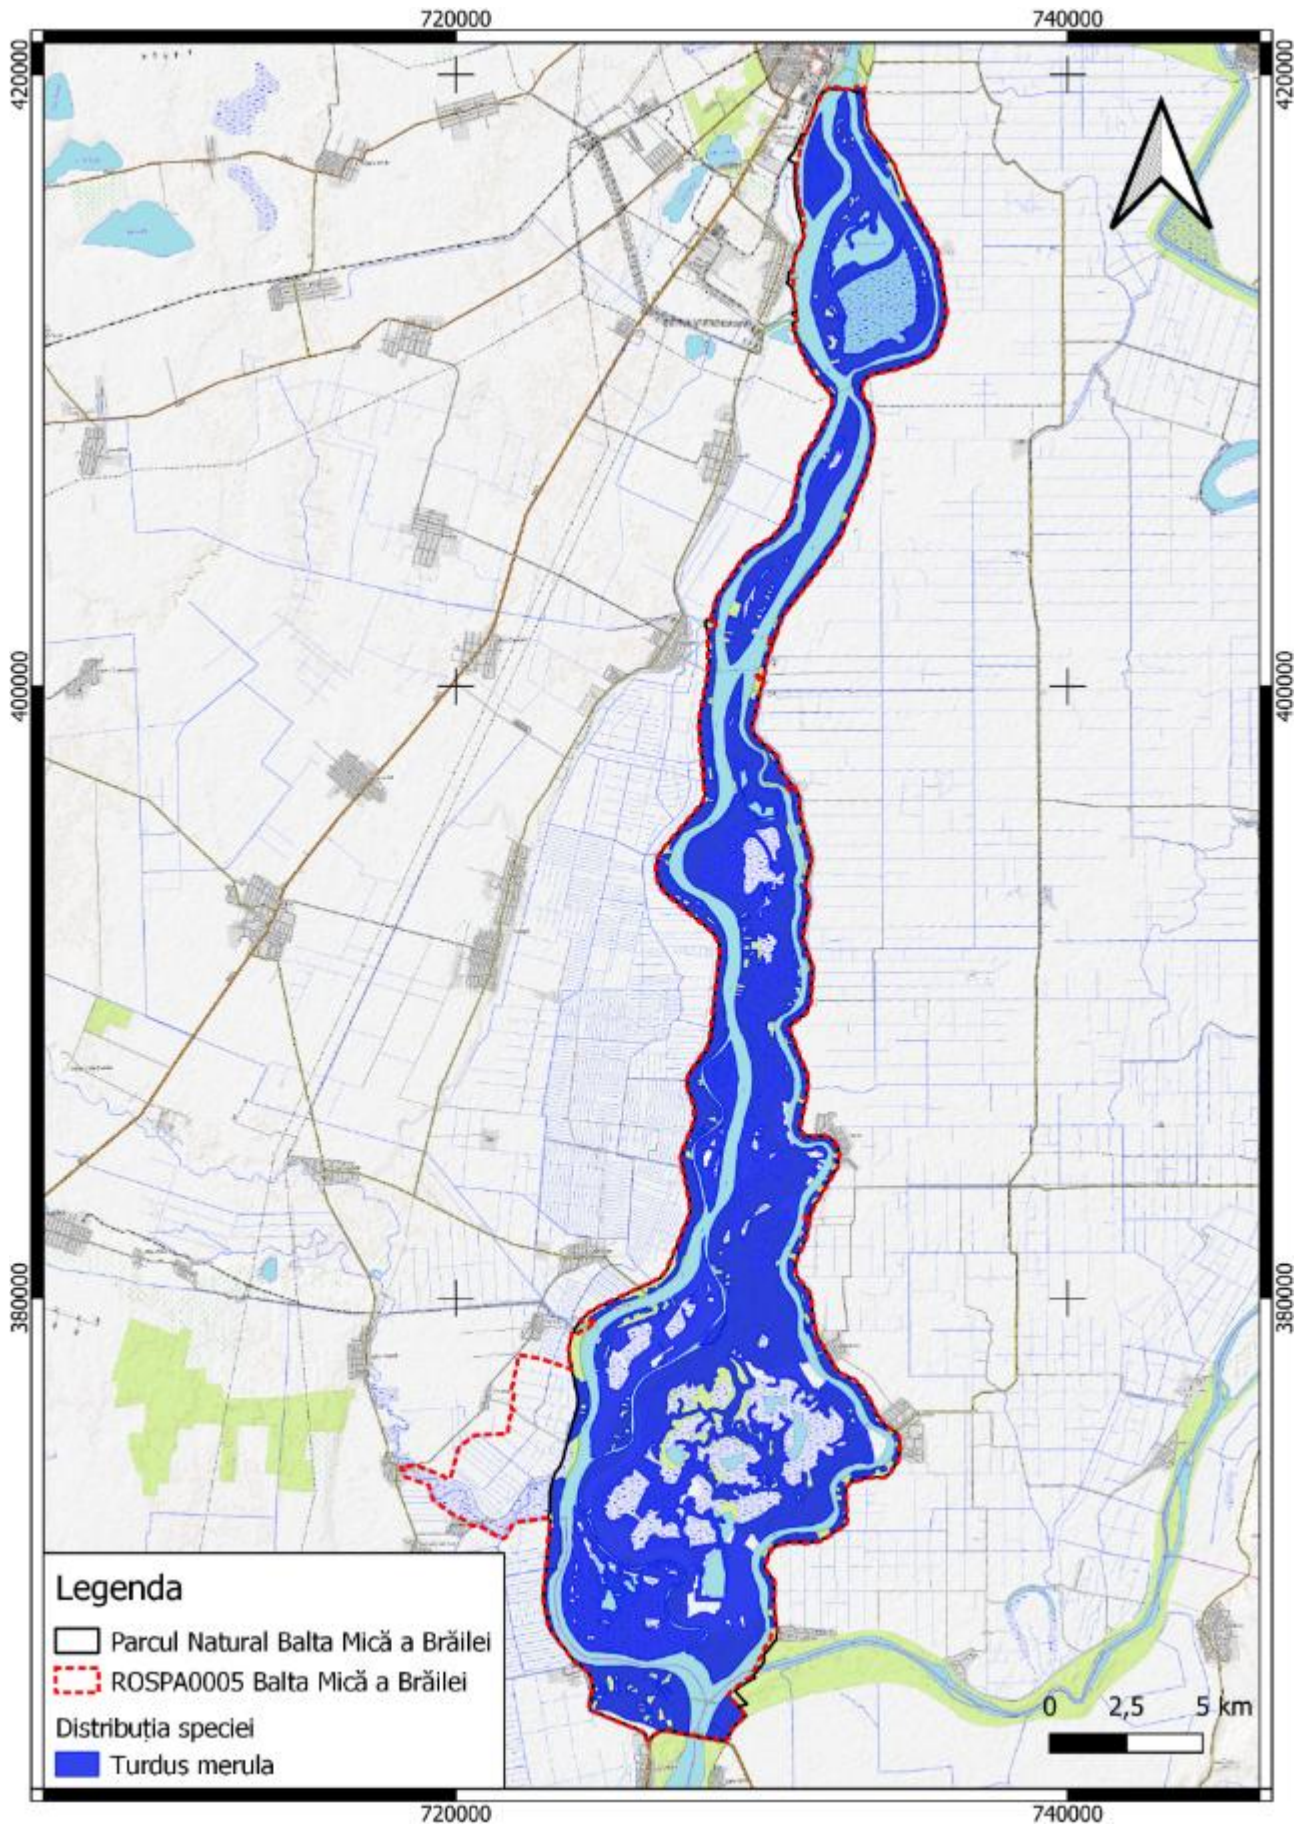 720000 740000
420000 420000
400000 400000
380000 380000
Legenda
Parcul Natural Balta Mică a Brăilei
ROSPA0005 Balta Mică a Brăilei
Distribuția speciei
Turdus merula
0 2,5 5 km
720000 740000